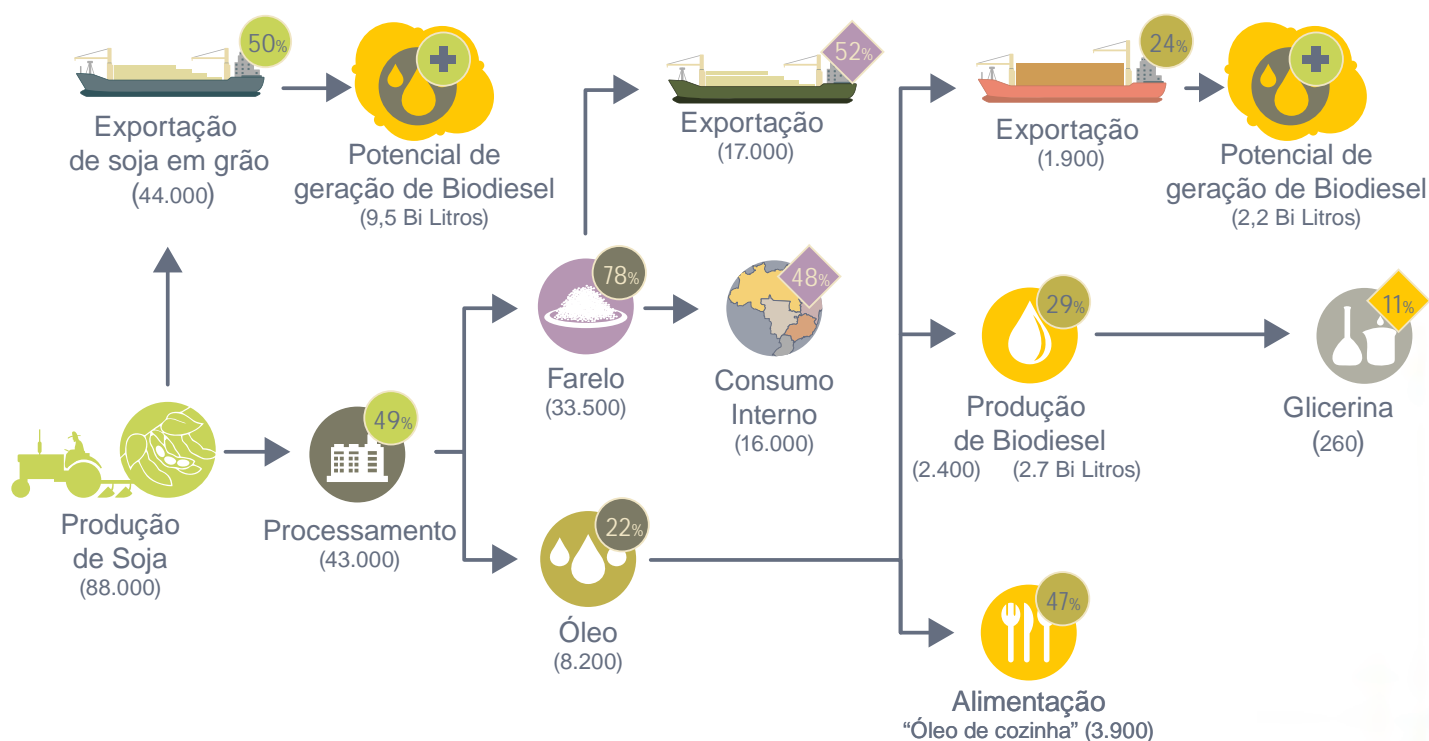 50%
Exportação
de soja em grão
(44.000)
Potencial de
geração de Biodiesel
(9,5 Bi Litros)
52%
Exportação
(17.000)
24%
Exportação
(1.900)
Potencial de
geração de Biodiesel
(2,2 Bi Litros)
78%
Farelo
(33.500)
48%
Consumo
Interno
(16.000)
29%
Produção
de Biodiesel
(2.400) (2.7 Bi Litros)
11%
Glicerina
(260)
Produção
de Soja
(88.000)
49%
Processamento
(43.000)
22%
Óleo
(8.200)
47%
Alimentação
“Óleo de cozinha” (3.900)